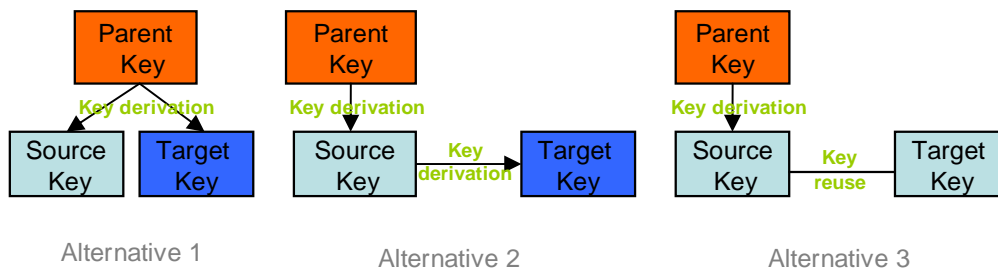 Parent
Key
Key derivation
Source
Key
Target
Key
Alternative 1
Parent
Key
Key derivation
Source
Key
Key
derivation
Target
Key
Alternative 2
Parent
Key
Key derivation
Source
Key
Key
reuse
Target
Key
Alternative 3